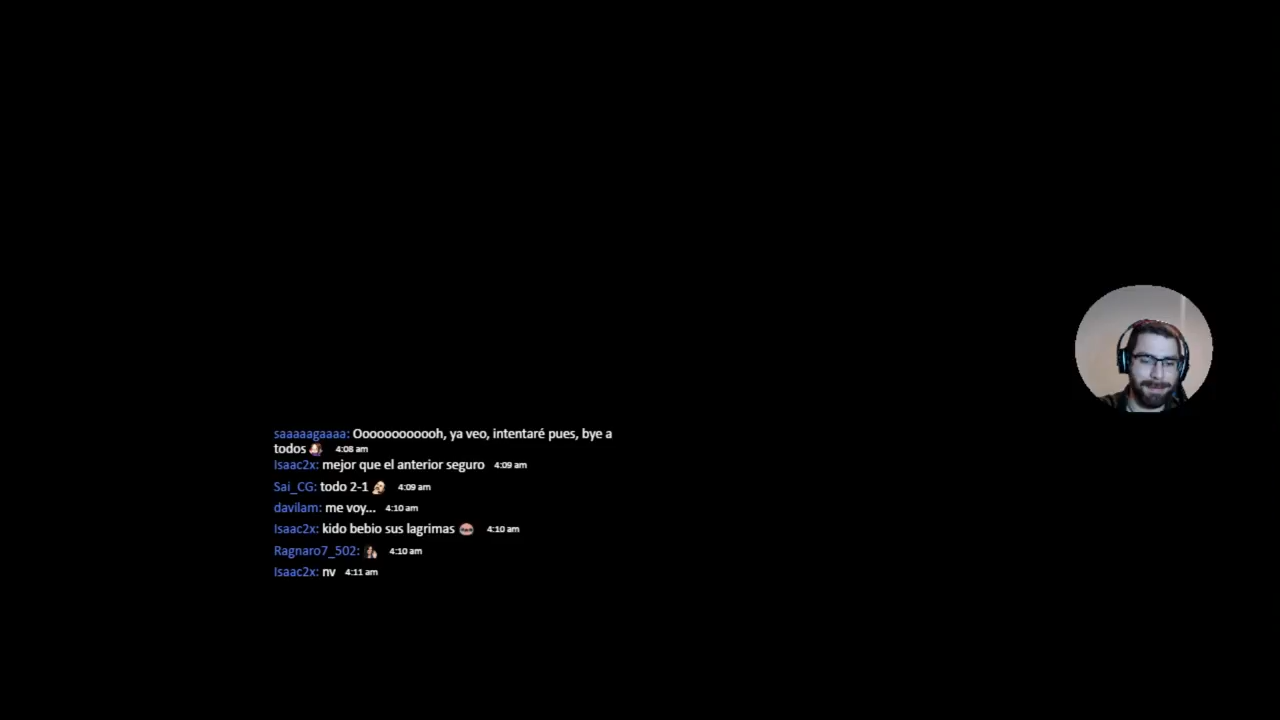 saaaaagaaaa: Ooooooooooooh, ya veo, intentaré pues, bye a
todos 4:08 am
Isaac2x: mejor que el anterior seguro 4:09 am
Sai_CG: todo 2-1 4:09 am
davilam: me voy... 4:10 am
Isaac2x: kido bebio sus lagrimas 4:10 am
Ragnaro7_502: 4:10 am
Isaac2x: nv 4:11 am